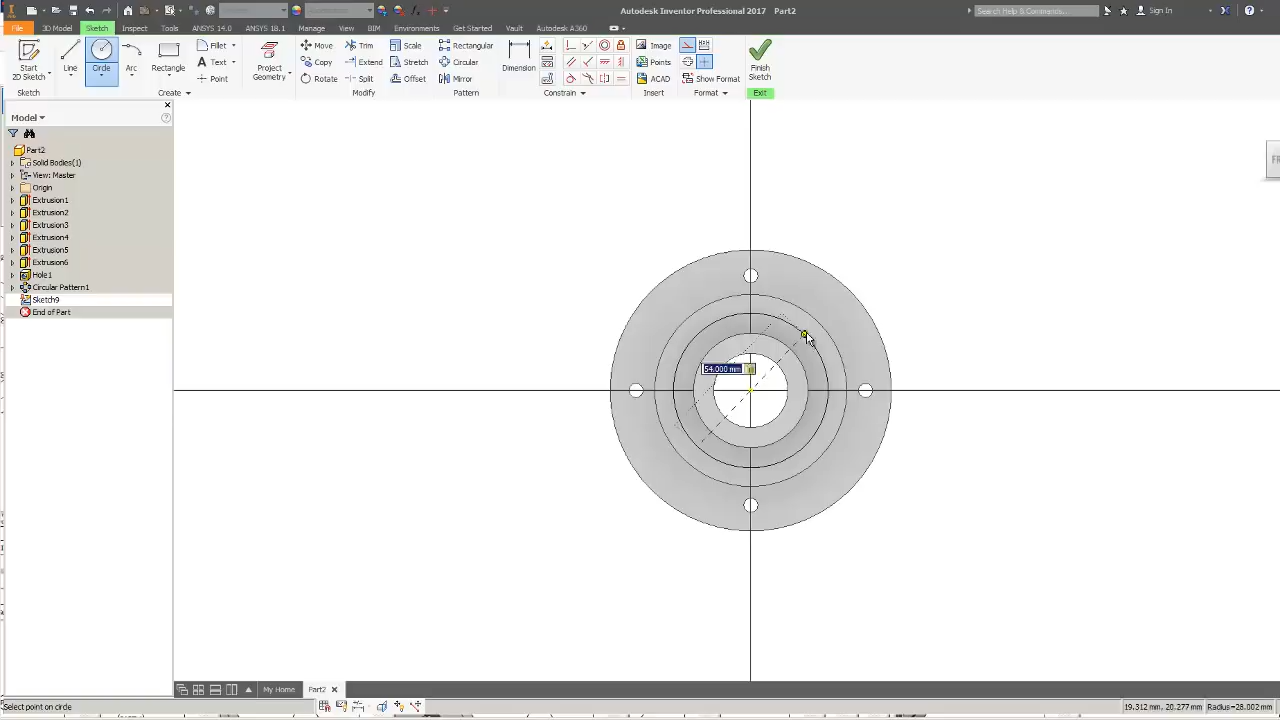 Autodesk Inventor Professional 2017 Part2
Search Help & Commands...
Sign In
File 3D Model Sketch Inspect Tools ANSYS 14.0 ANSYS 18.1 Manage View BIM Environments Get Started Vault Autodesk A360
Start
2D Sketch
Line
Circle
Arc
Rectangle
Fillet
Text
Point
Project
Geometry
Move
Copy
Rotate
Trim
Extend
Split
Scale
Stretch
Offset
Rectangular
Circular
Mirror
Dimension
Image
Points
ACAD
Show Format
Finish
Sketch
Sketch Create Modify Pattern Constrain Insert Format Exit
Model
Part2
Solid Bodies(1)
View: Master
Origin
Extrusion1
Extrusion2
Extrusion3
Extrusion4
Extrusion5
Extrusion6
Hole1
Circular Pattern1
Sketch9
End of Part
FR
54.000 mm
My Home Part2
Select point on circle
19.312 mm, 20.277 mm Radius=28.002 mm